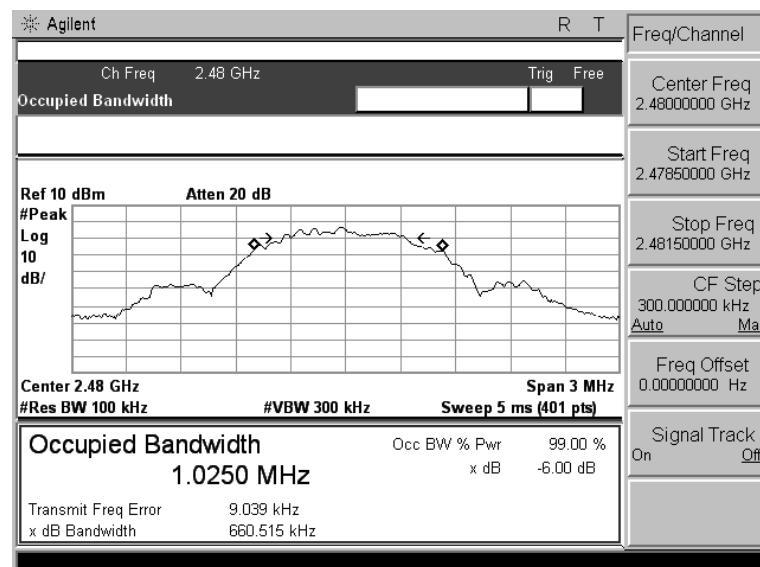 Agilent R T
Ch Freq 2.48 GHz Trig Free
Occupied Bandwidth
Ref 10 dBm Atten 20 dB
#Peak
Log
10
dB/
Center 2.48 GHz Span 3 MHz
#Res BW 100 kHz #VBW 300 kHz Sweep 5 ms (401 pts)
Occupied Bandwidth
1.0250 MHz
Occ BW % Pwr 99.00 %
x dB -6.00 dB
Transmit Freq Error 9.039 kHz
x dB Bandwidth 660.515 kHz
Freq/Channel
Center Freq
2.48000000 GHz
Start Freq
2.47850000 GHz
Stop Freq
2.48150000 GHz
CF Step
300.000000 kHz
Auto Ma
Freq Offset
0.00000000 Hz
Signal Track
On Off